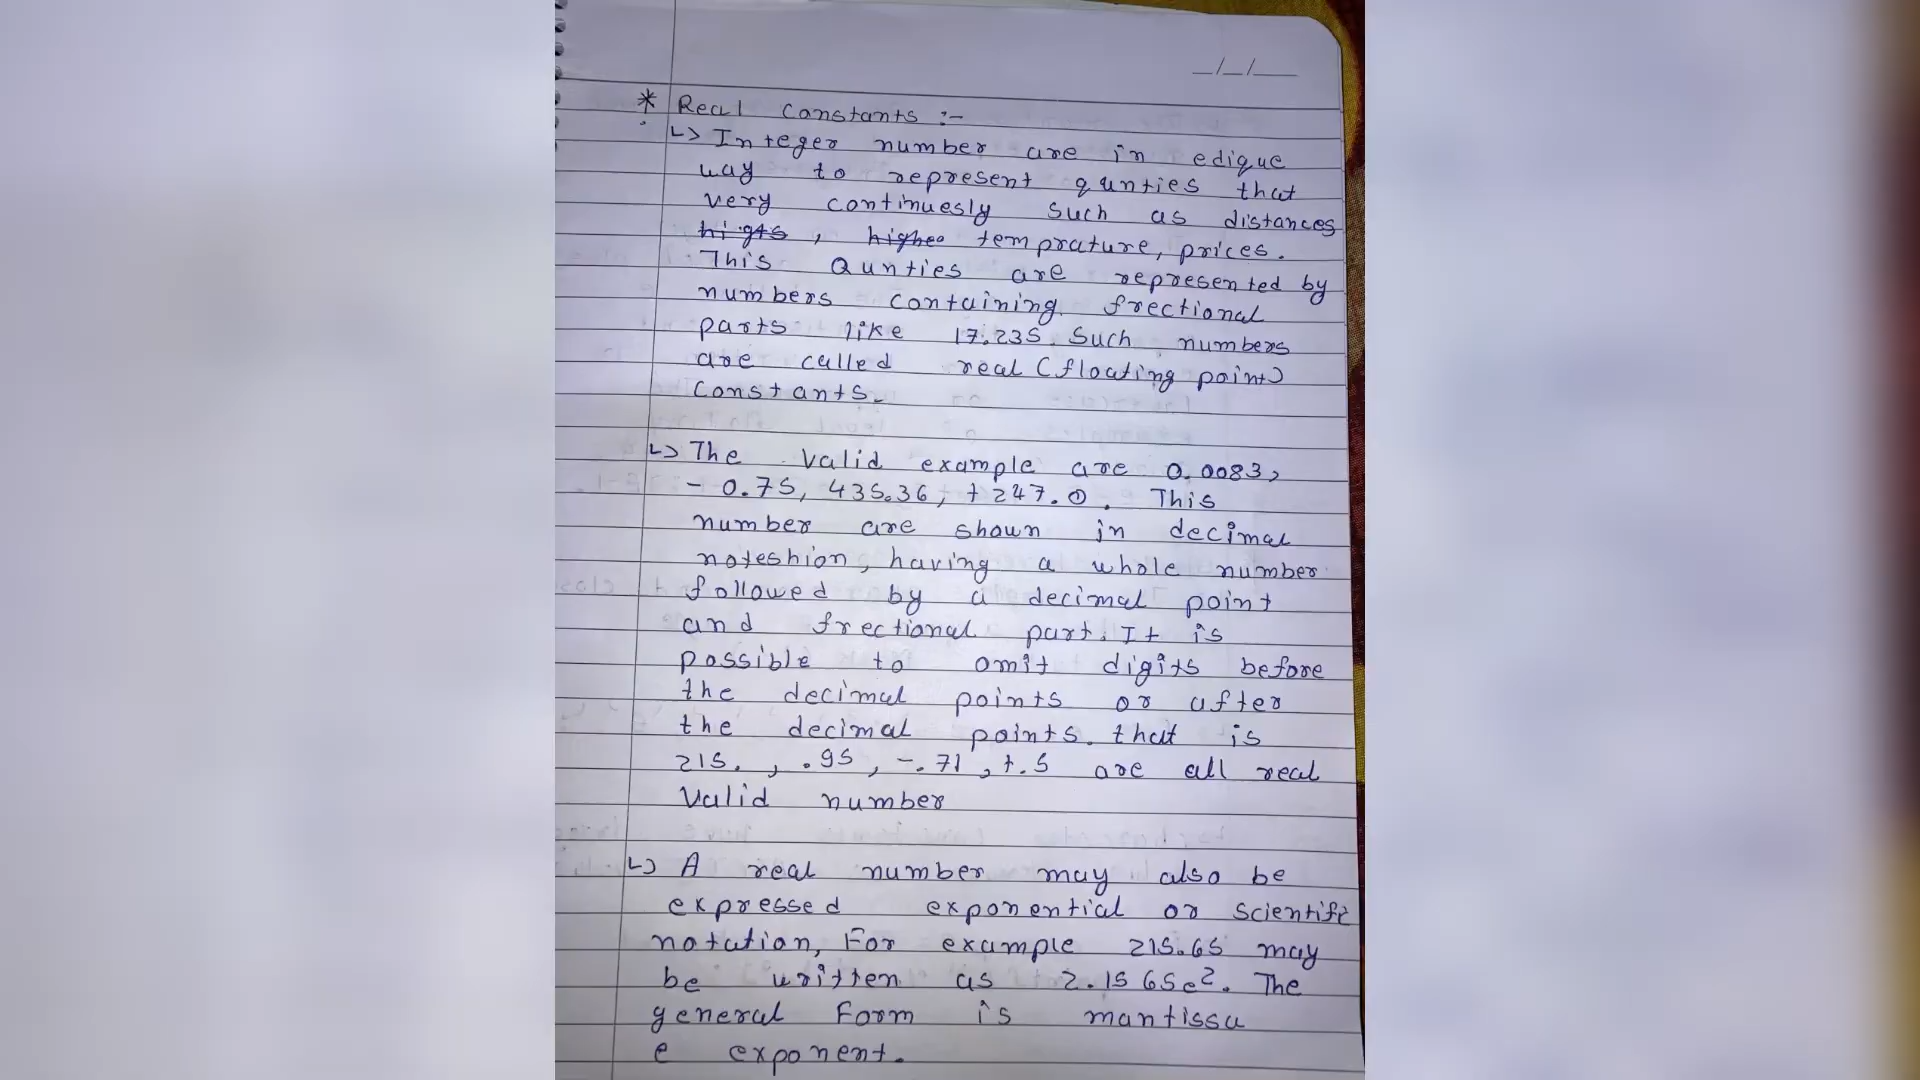 _/_/__
* Real constants :-
↳ Integer number are in edique
way to represent qunties that
very continuesly such as distances
higts, higher temprature, prices.
This Qunties are represented by
numbers containing frectional
parts like 17.235. Such numbers
are called real (floating point)
Constants.
↳ The valid example are 0.0083,
- 0.75, 435.36, +247.0. This
number are shown in decimal
noteshion, having a whole number
followed by a decimal point
and frectional part. It is
possible to omit digits before
the decimal points or after
the decimal points. that is
215. , .95, -.71, +.5 are all real
valid number
↳ A real number may also be
expressed exponential or scientifi
notation, For example 215.65 may
be written as 2.1565e2. The
general Form is mantissa
e exponent.